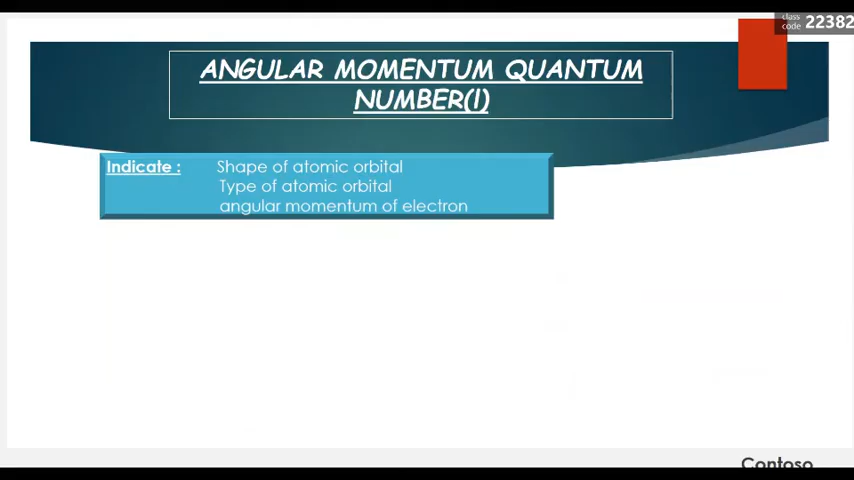 class
code 22382
ANGULAR MOMENTUM QUANTUM
NUMBER(l)
Indicate : Shape of atomic orbital
Type of atomic orbital
angular momentum of electron
Contoso